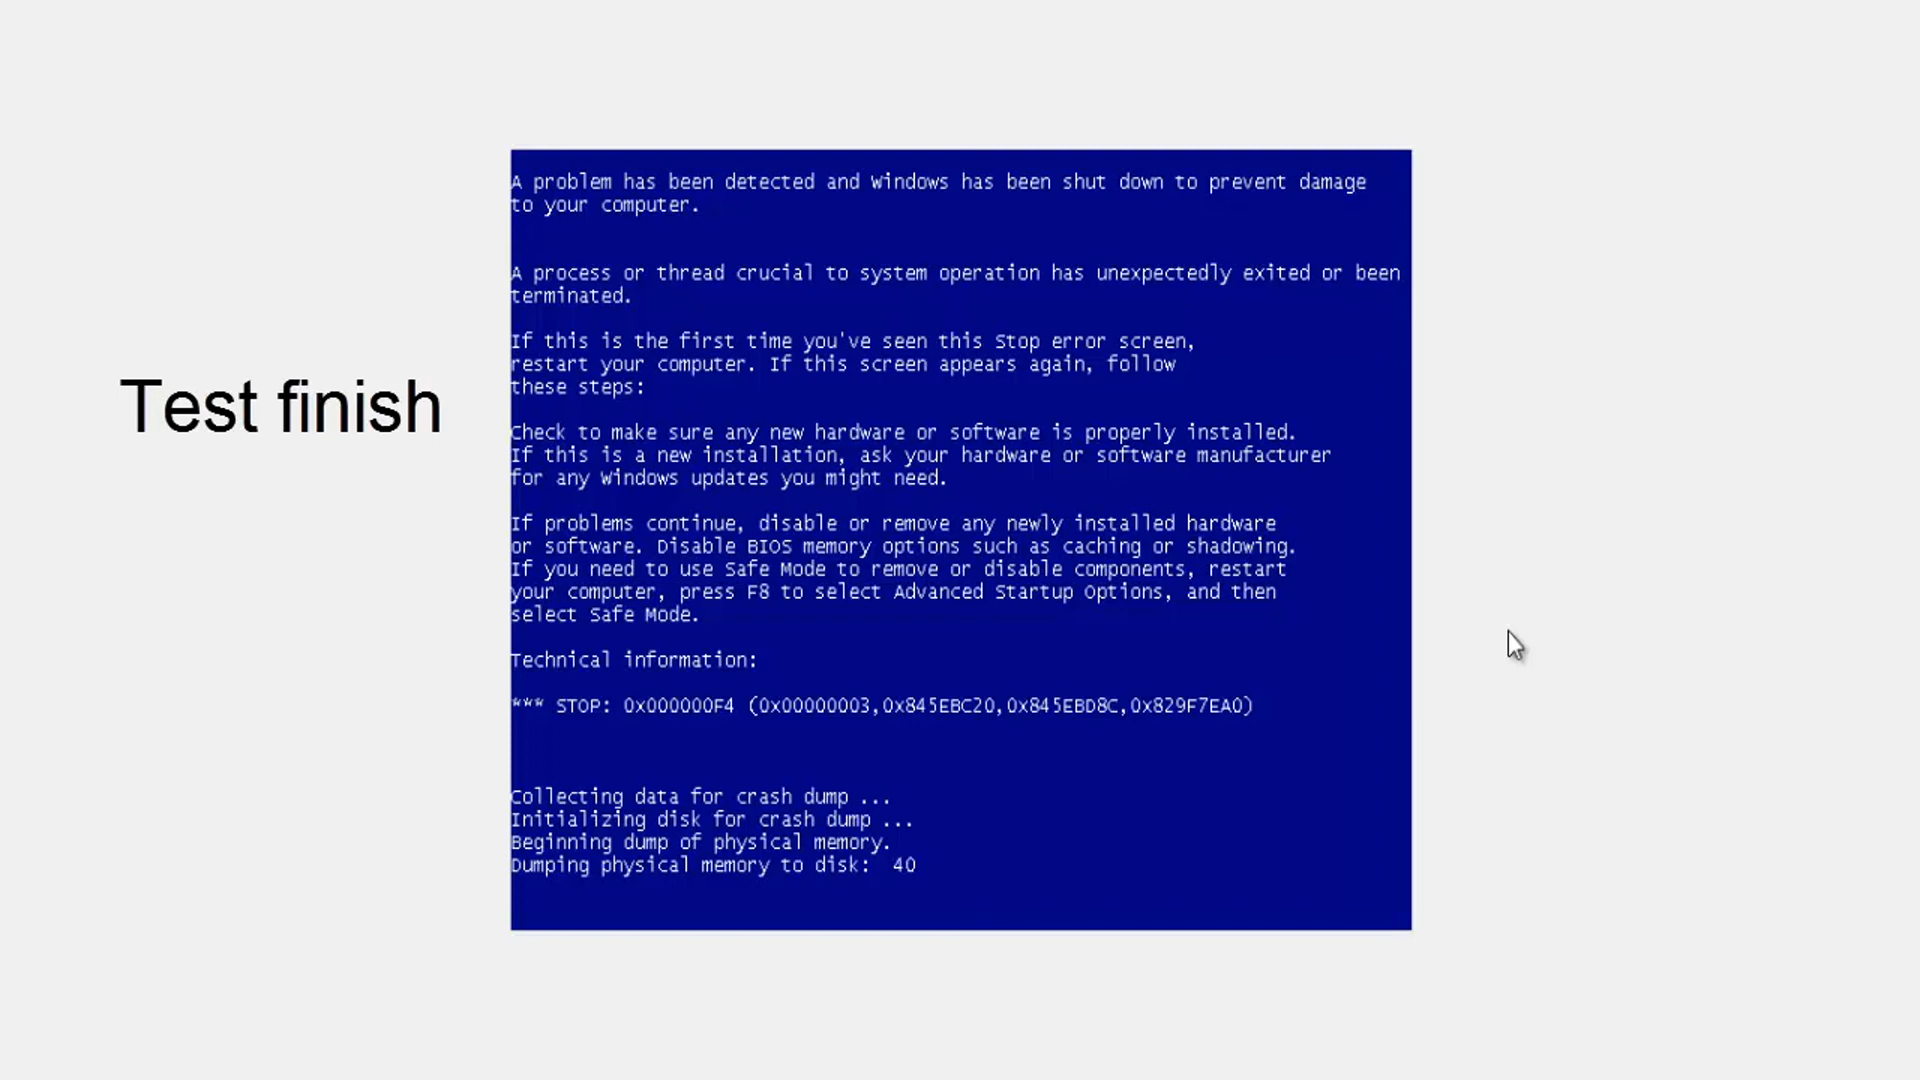 Test finish
A problem has been detected and Windows has been shut down to prevent damage
to your computer.
A process or thread crucial to system operation has unexpectedly exited or been
terminated.
If this is the first time you've seen this Stop error screen,
restart your computer. If this screen appears again, follow
these steps:
Check to make sure any new hardware or software is properly installed.
If this is a new installation, ask your hardware or software manufacturer
for any Windows updates you might need.
If problems continue, disable or remove any newly installed hardware
or software. Disable BIOS memory options such as caching or shadowing.
If you need to use Safe Mode to remove or disable components, restart
your computer, press F8 to select Advanced Startup Options, and then
select Safe Mode.
Technical information:
*** STOP: 0x000000F4 (0x00000003,0x845EBC20,0x845EBD8C,0x829F7EA0)
Collecting data for crash dump ...
Initializing disk for crash dump ...
Beginning dump of physical memory.
Dumping physical memory to disk:  40